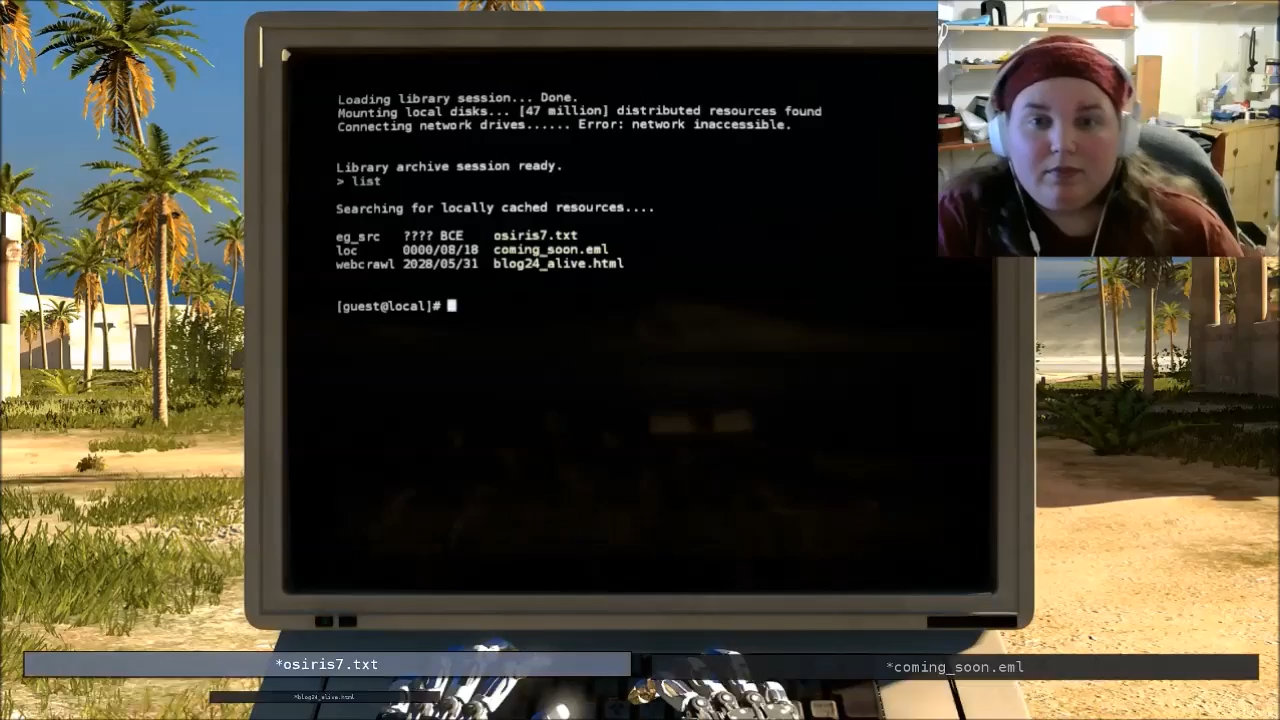 Loading library session... Done.
Mounting local disks... [47 million] distributed resources found
Connecting network drives...... Error: network inaccessible.
Library archive session ready.
> list
Searching for locally cached resources....
eg_src ???? BCE osiris7.txt
loc 0000/08/18 coming_soon.eml
webcrawl 2028/05/31 blog24_alive.html
[guest@local]#
*osiris7.txt
*coming_soon.eml
*blog24_alive.html